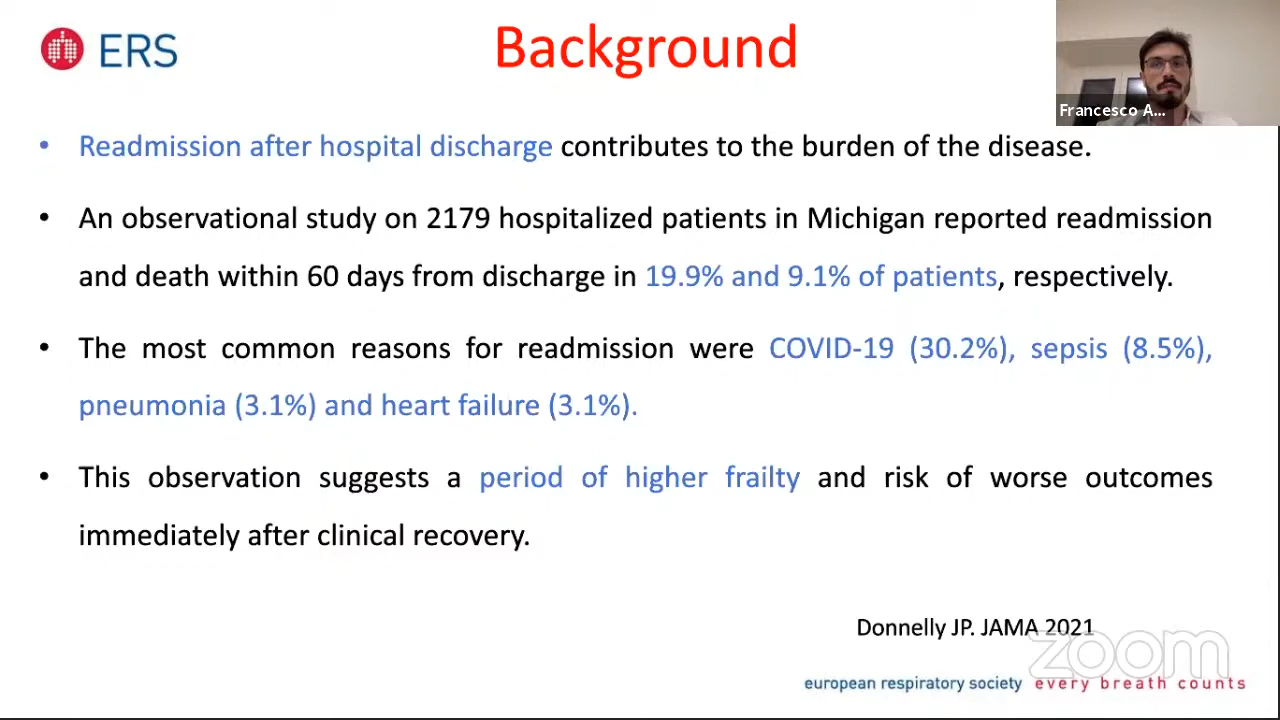 ERS
Background
Francesco A...
• Readmission after hospital discharge contributes to the burden of the disease.
• An observational study on 2179 hospitalized patients in Michigan reported readmission
and death within 60 days from discharge in 19.9% and 9.1% of patients, respectively.
• The most common reasons for readmission were COVID-19 (30.2%), sepsis (8.5%),
pneumonia (3.1%) and heart failure (3.1%).
• This observation suggests a period of higher frailty and risk of worse outcomes
immediately after clinical recovery.
Donnelly JP. JAMA 2021
zoom
european respiratory society every breath counts